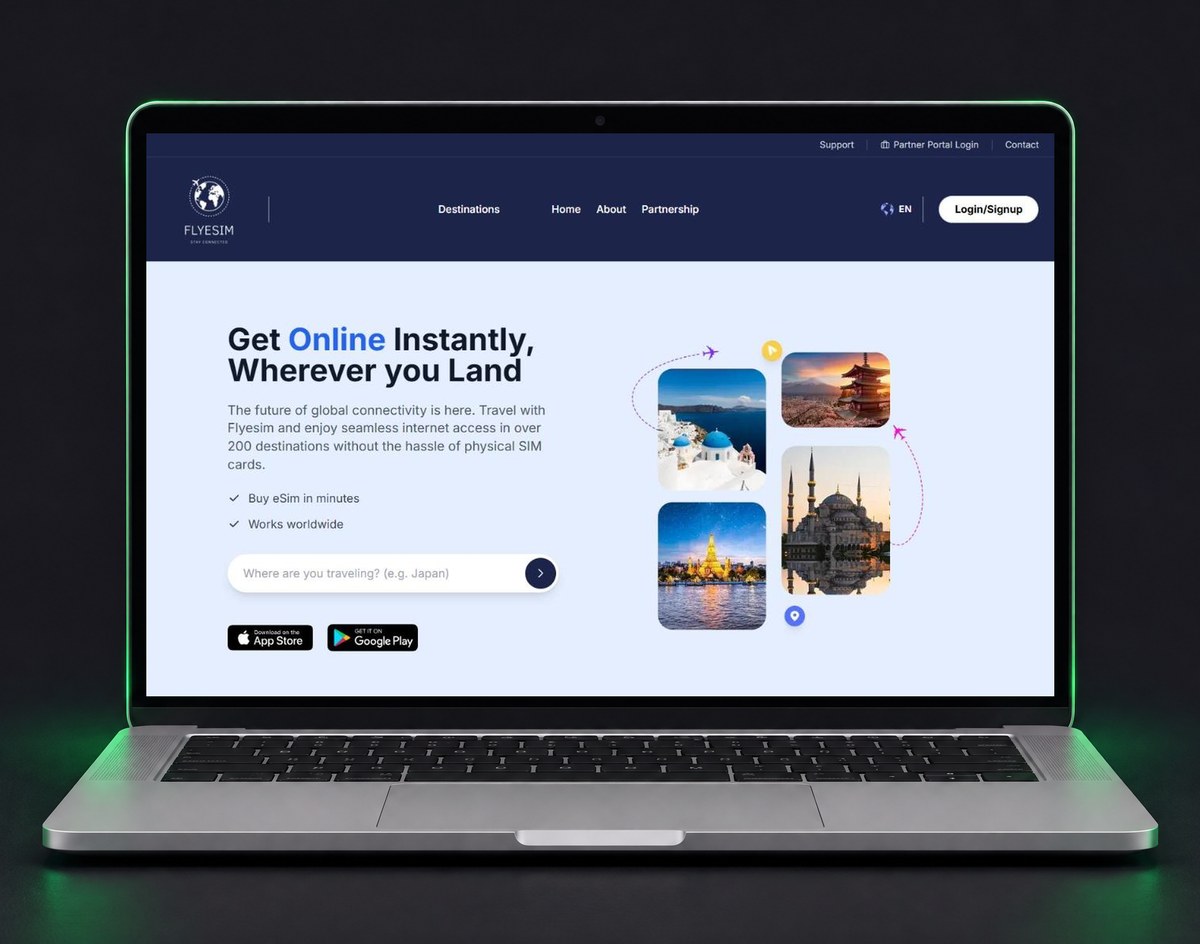 Support
Partner Portal Login
Contact
FLYESIM
STAY CONNECTED
Destinations
Home
About
Partnership
EN
Login/Signup
Get Online Instantly,
Wherever you Land
The future of global connectivity is here. Travel with
Flyesim and enjoy seamless internet access in over
200 destinations without the hassle of physical SIM
cards.
Buy eSim in minutes
Works worldwide
Where are you traveling? (e.g. Japan)
Download on the
App Store
GET IT ON
Google Play